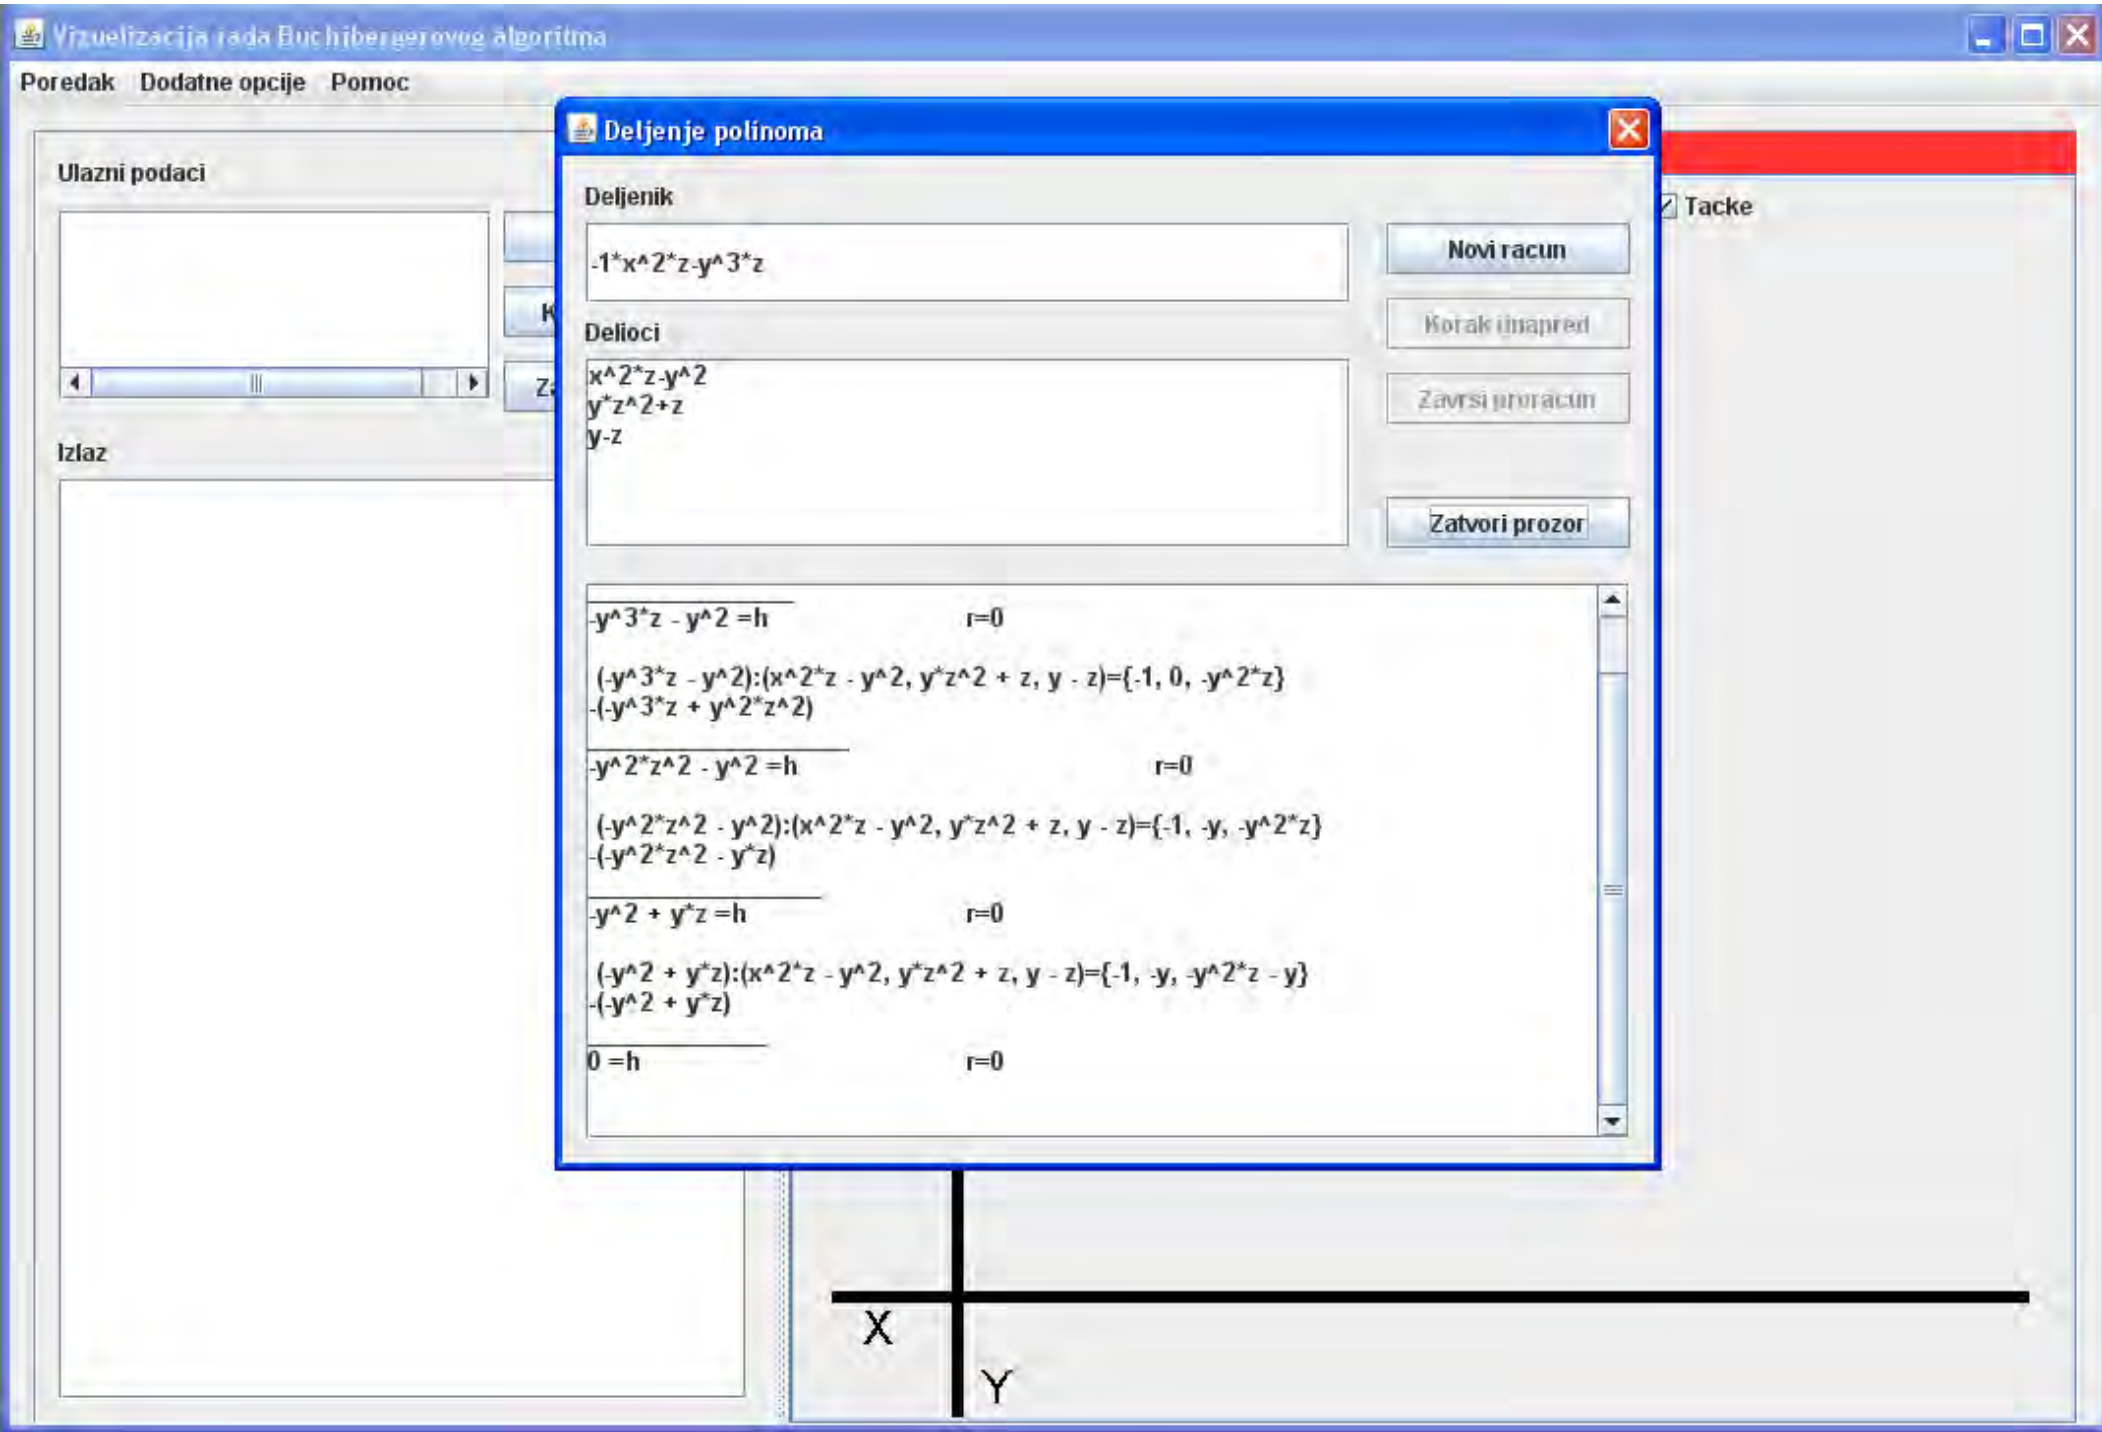 Vizuelizacija rada Buchibergerovog algoritma
Poredak Dodatne opcije Pomoc
Ulazni podaci
K
Za
Izlaz
Deljenje polinoma
Deljenik
-1*x^2*z-y^3*z
Delioci
x^2*z-y^2
y*z^2+z
y-z
Novi racun
Korak unapred
Zavrsi proracun
Zatvori prozor
-y^3*z - y^2 =h r=0
(-y^3*z - y^2):(x^2*z - y^2, y*z^2 + z, y - z)={-1, 0, -y^2*z}
-(-y^3*z + y^2*z^2)
-y^2*z^2 - y^2 =h r=0
(-y^2*z^2 - y^2):(x^2*z - y^2, y*z^2 + z, y - z)={-1, -y, -y^2*z}
-(-y^2*z^2 - y*z)
-y^2 + y*z =h r=0
(-y^2 + y*z):(x^2*z - y^2, y*z^2 + z, y - z)={-1, -y, -y^2*z - y}
-(-y^2 + y*z)
0 =h r=0
Tacke
X
Y